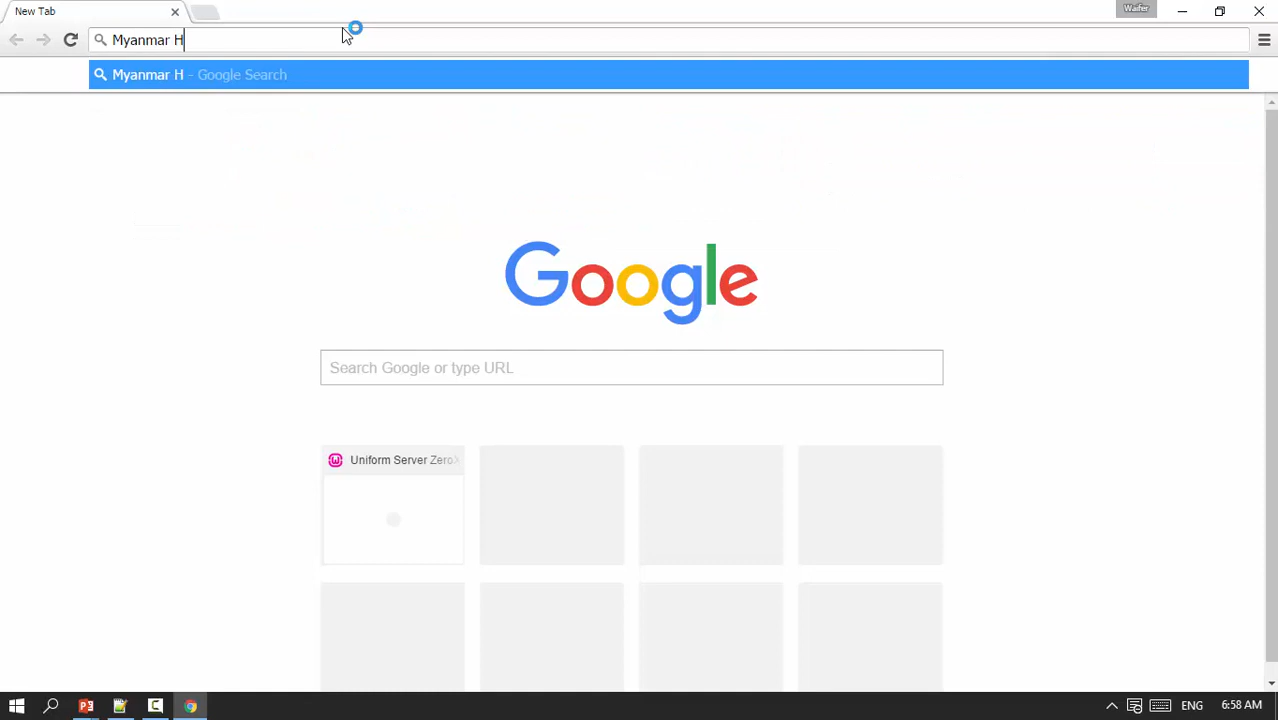 New Tab
Waifer
Myanmar H
Myanmar H - Google Search
Google
Search Google or type URL
Uniform Server Zero
ENG
6:58 AM